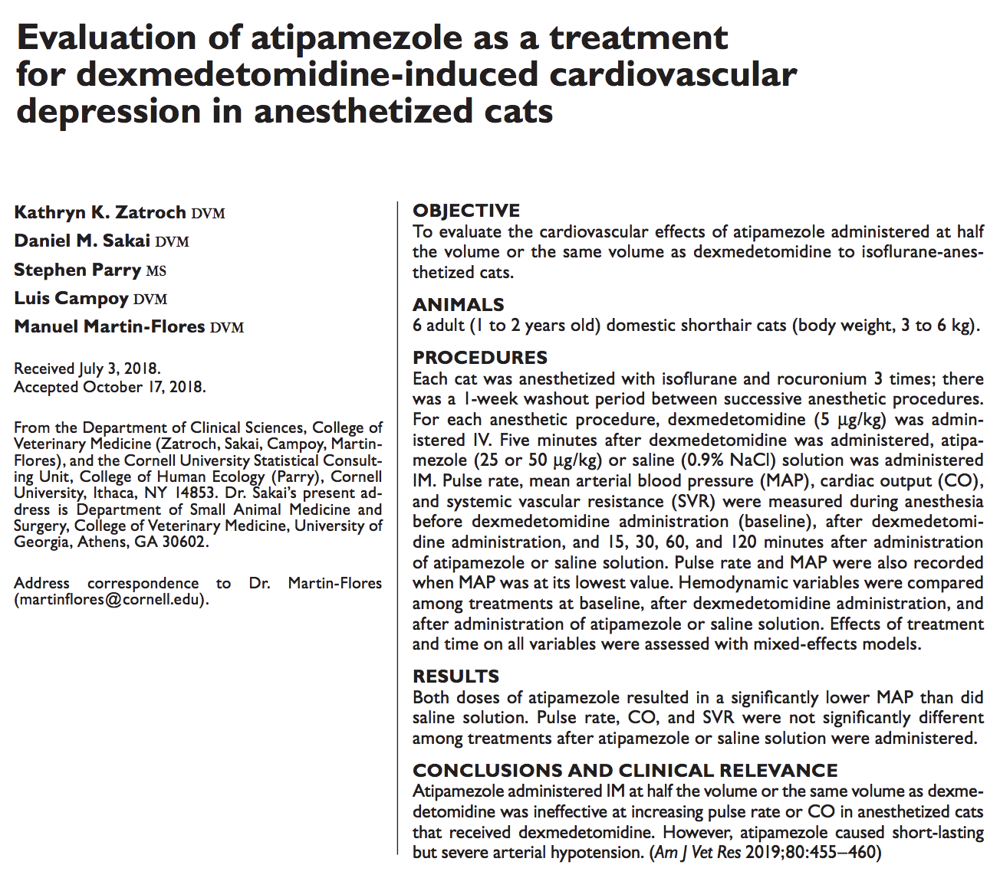 Evaluation of atipamezole as a treatment
for dexmedetomidine-induced cardiovascular
depression in anesthetized cats
Kathryn K. Zatroch DVM
Daniel M. Sakai DVM
Stephen Parry MS
Luis Campoy DVM
Manuel Martin-Flores DVM
Received July 3, 2018.
Accepted October 17, 2018.
From the Department of Clinical Sciences, College of
Veterinary Medicine (Zatroch, Sakai, Campoy, Martin-
Flores), and the Cornell University Statistical Consult-
ing Unit, College of Human Ecology (Parry), Cornell
University, Ithaca, NY 14853. Dr. Sakai's present ad-
dress is Department of Small Animal Medicine and
Surgery, College of Veterinary Medicine, University of
Georgia, Athens, GA 30602.
Address correspondence to Dr. Martin-Flores
(martinflores@cornell.edu).
OBJECTIVE
To evaluate the cardiovascular effects of atipamezole administered at half
the volume or the same volume as dexmedetomidine to isoflurane-anes-
thetized cats.
ANIMALS
6 adult (1 to 2 years old) domestic shorthair cats (body weight, 3 to 6 kg).
PROCEDURES
Each cat was anesthetized with isoflurane and rocuronium 3 times; there
was a 1-week washout period between successive anesthetic procedures.
For each anesthetic procedure, dexmedetomidine (5 µg/kg) was admin-
istered IV. Five minutes after dexmedetomidine was administered, atipa-
mezole (25 or 50 µg/kg) or saline (0.9% NaCl) solution was administered
IM. Pulse rate, mean arterial blood pressure (MAP), cardiac output (CO),
and systemic vascular resistance (SVR) were measured during anesthesia
before dexmedetomidine administration (baseline), after dexmedetomi-
dine administration, and 15, 30, 60, and 120 minutes after administration
of atipamezole or saline solution. Pulse rate and MAP were also recorded
when MAP was at its lowest value. Hemodynamic variables were compared
among treatments at baseline, after dexmedetomidine administration, and
after administration of atipamezole or saline solution. Effects of treatment
and time on all variables were assessed with mixed-effects models.
RESULTS
Both doses of atipamezole resulted in a significantly lower MAP than did
saline solution. Pulse rate, CO, and SVR were not significantly different
among treatments after atipamezole or saline solution were administered.
CONCLUSIONS AND CLINICAL RELEVANCE
Atipamezole administered IM at half the volume or the same volume as dexme-
detomidine was ineffective at increasing pulse rate or CO in anesthetized cats
that received dexmedetomidine. However, atipamezole caused short-lasting
but severe arterial hypotension. (Am J Vet Res 2019;80:455–460)